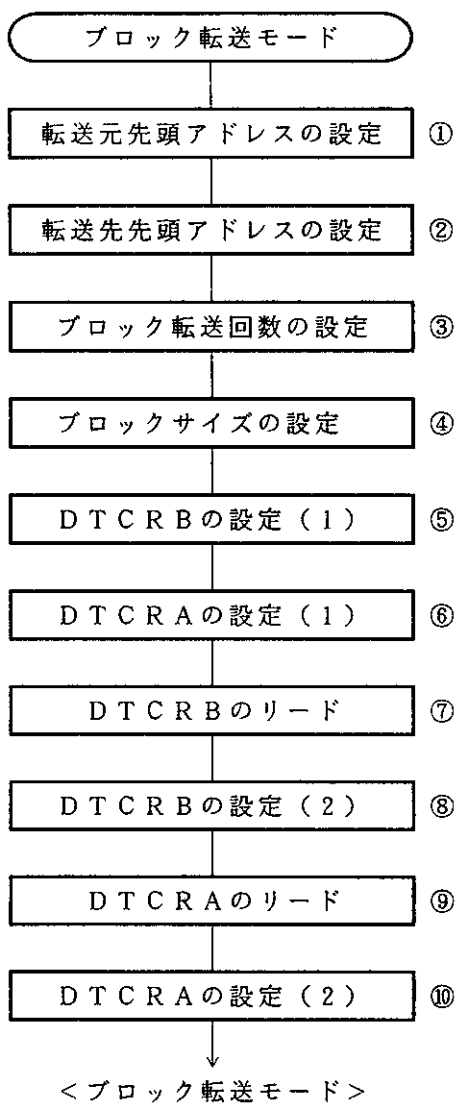 ブロック転送モード
転送元先頭アドレスの設定 ①
転送先先頭アドレスの設定 ②
ブロック転送回数の設定 ③
ブロックサイズの設定 ④
DTCRBの設定(1) ⑤
DTCRAの設定(1) ⑥
DTCRBのリード ⑦
DTCRBの設定(2) ⑧
DTCRAのリード ⑨
DTCRAの設定(2) ⑩
<ブロック転送モード>